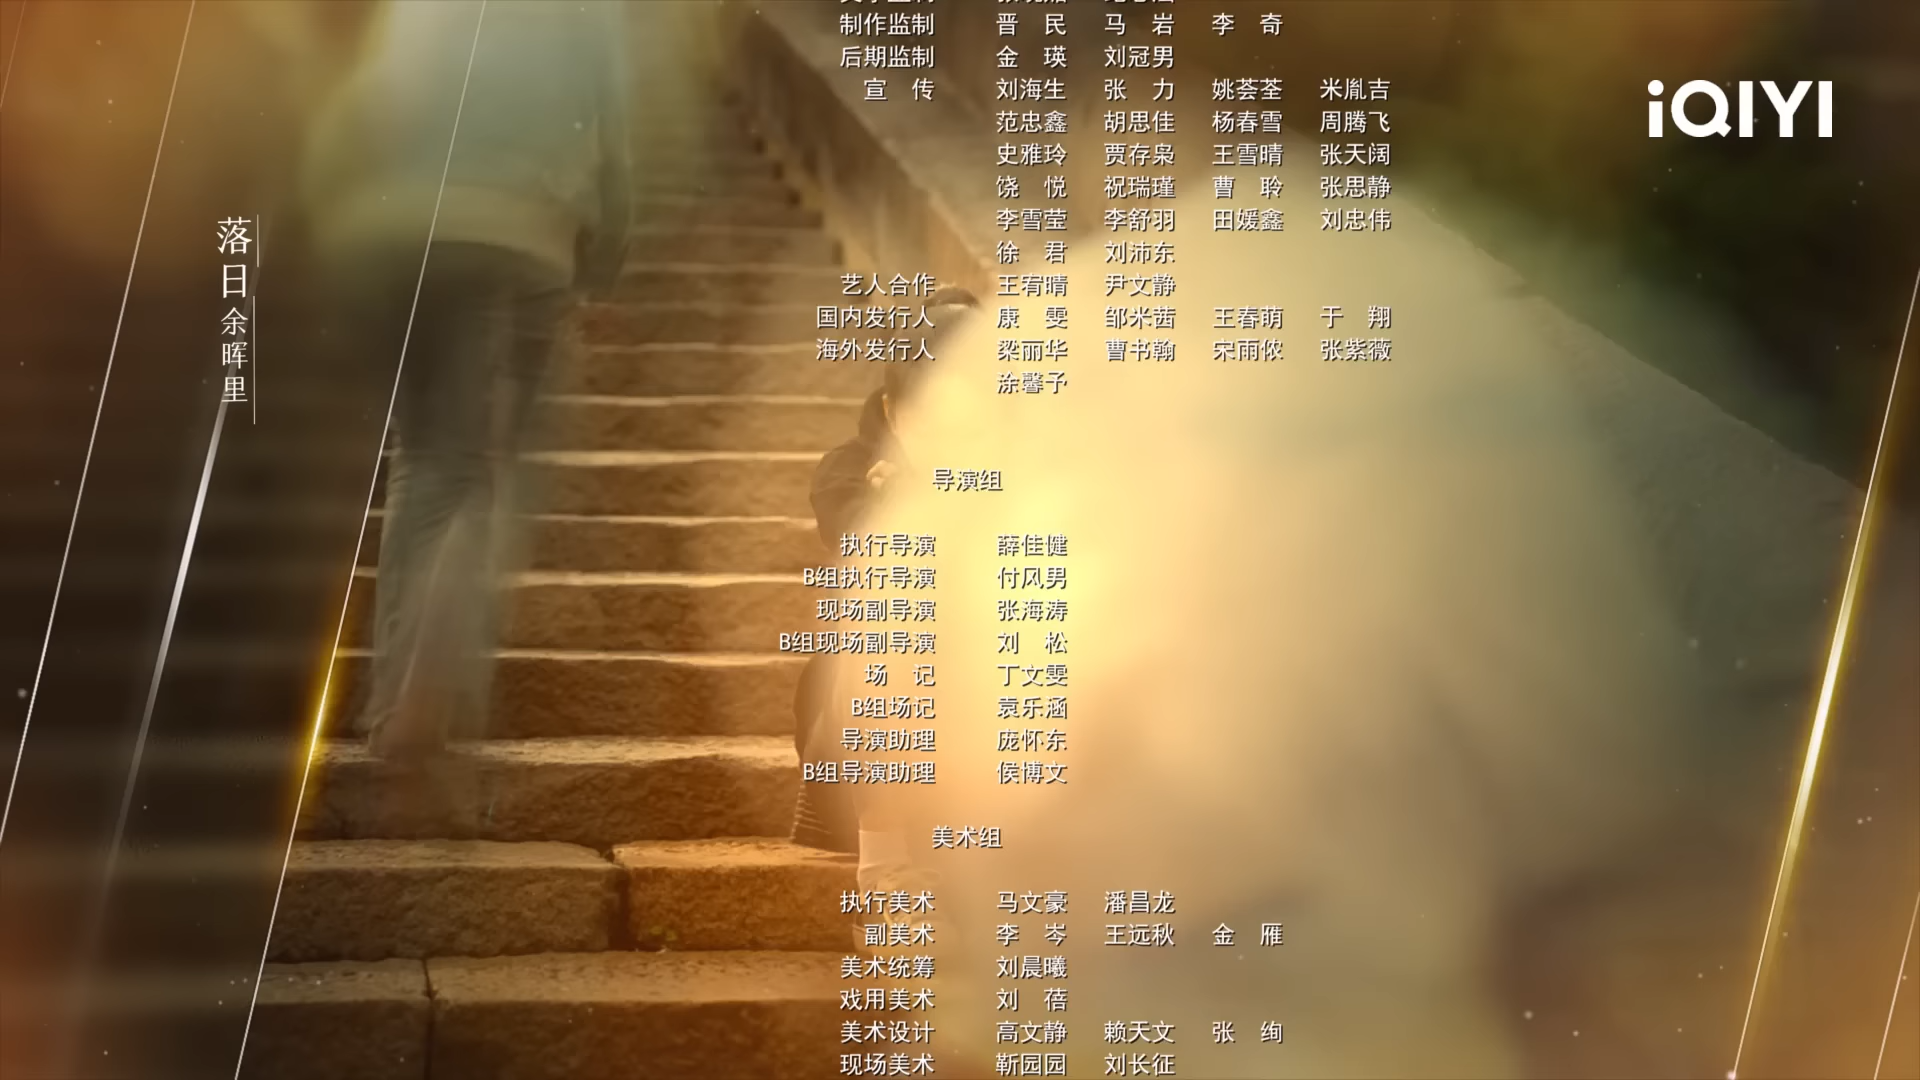 制作监制 晋 民 马 岩 李 奇
后期监制 金 瑛 刘冠男
宣 传 刘海生 张 力 姚荟荃 米胤吉
范忠鑫 胡思佳 杨春雪 周腾飞
史雅玲 贾存枭 王雪晴 张天阔
饶 悦 祝瑞瑾 曹 聆 张思静
李雪莹 李舒羽 田媛鑫 刘忠伟
徐 君 刘沛东
艺人合作 王宥晴 尹文静
国内发行人 康 雯 邹米茜 王春萌 于 翔
海外发行人 梁丽华 曹书翰 宋雨侬 张紫薇
涂馨予
导演组
执行导演 薛佳健
B组执行导演 付风男
现场副导演 张海涛
B组现场副导演 刘 松
场 记 丁文雯
B组场记 袁乐涵
导演助理 庞怀东
B组导演助理 侯博文
美术组
执行美术 马文豪 潘昌龙
副美术 李 岑 王远秋 金 雁
美术统筹 刘晨曦
戏用美术 刘 蓓
美术设计 高文静 赖天文 张 绚
现场美术 靳园园 刘长征
落日余晖里
iQIYI